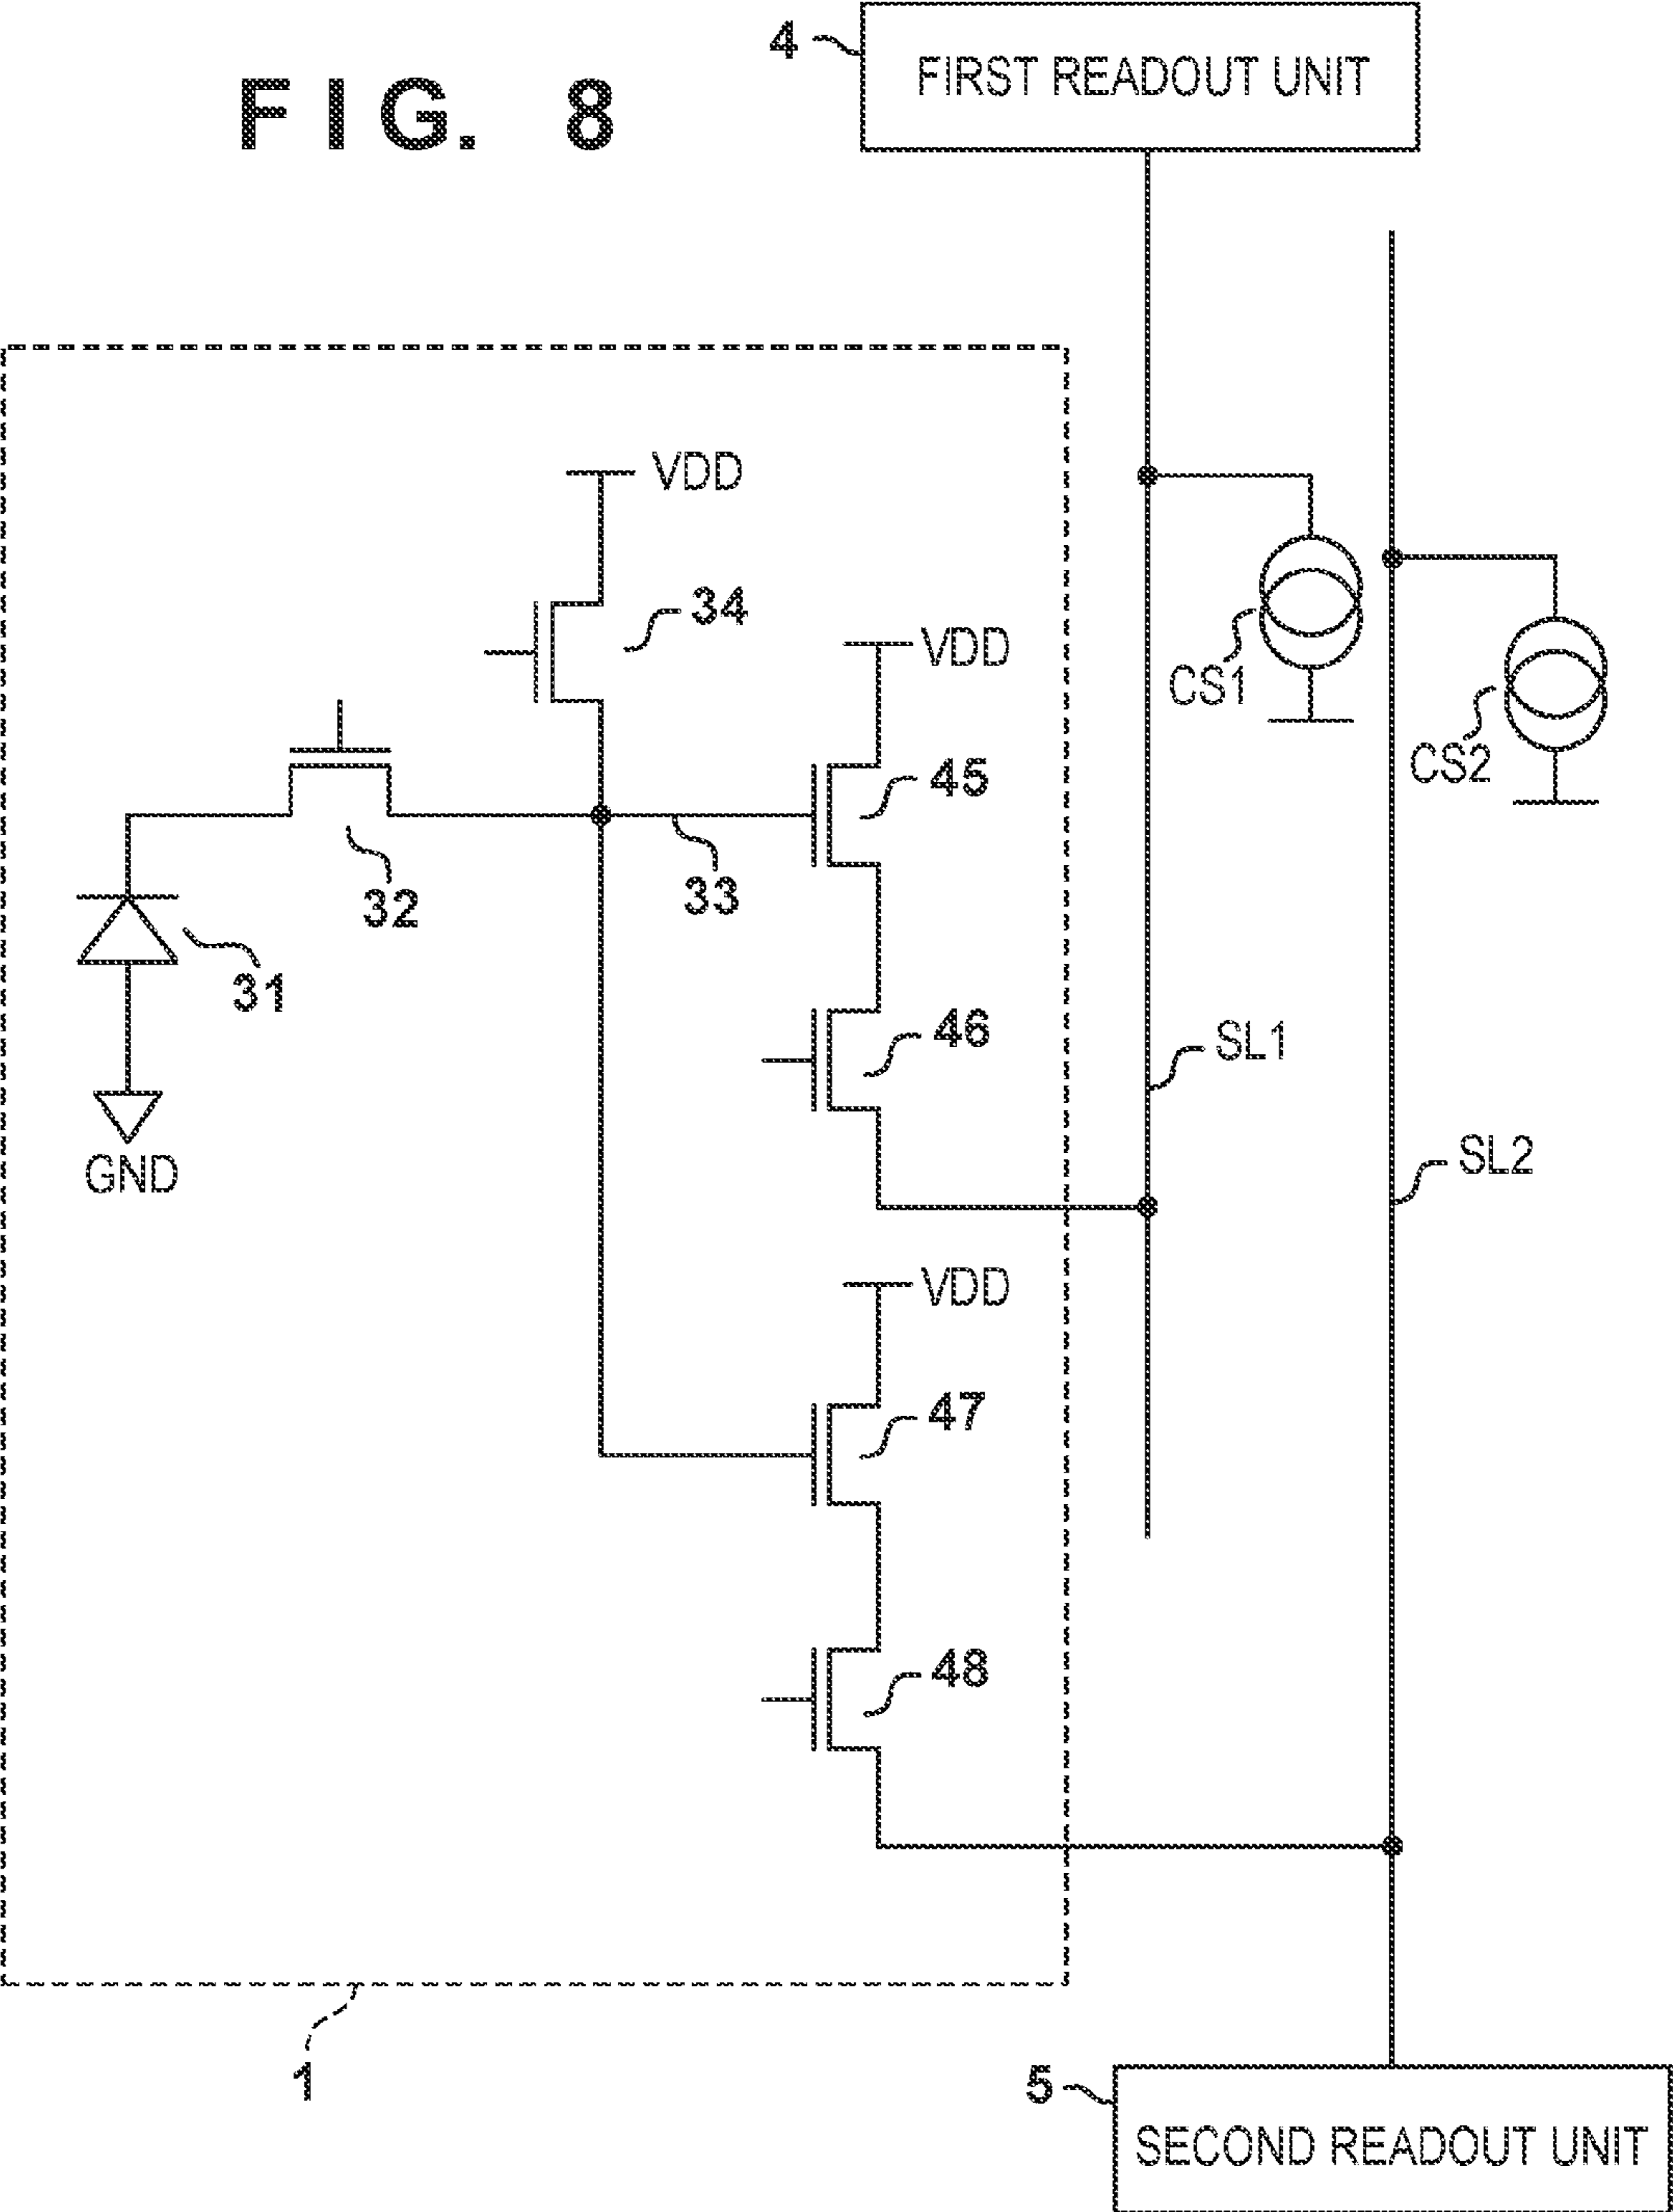 4
FIRST READOUT UNIT
FIG. 8
VDD
34
VDD
CS1
45
CS2
32
33
31
46
SL1
SL2
GND
VDD
47
48
1
5
SECOND READOUT UNIT